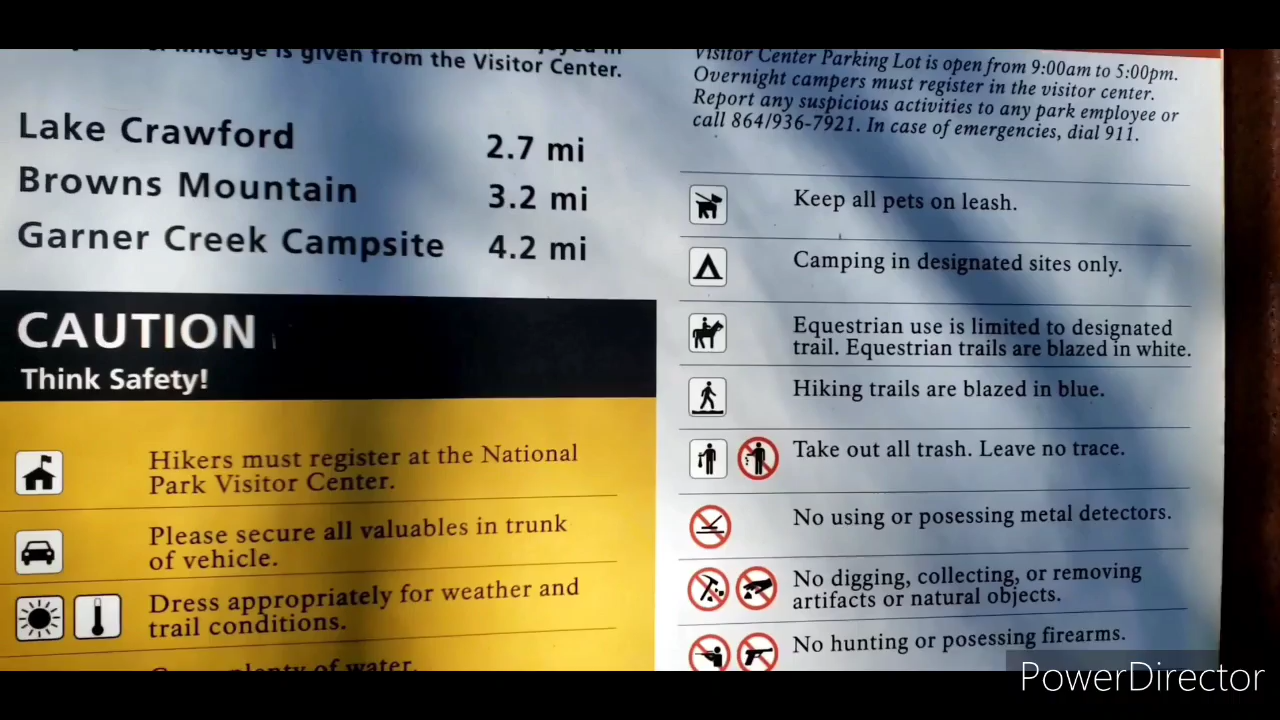 Mileage is given from the Visitor Center.
Lake Crawford 2.7 mi
Browns Mountain 3.2 mi
Garner Creek Campsite 4.2 mi
CAUTION
Think Safety!
Hikers must register at the National
Park Visitor Center.
Please secure all valuables in trunk
of vehicle.
Dress appropriately for weather and
trail conditions.
plenty of water.
Visitor Center Parking Lot is open from 9:00am to 5:00pm.
Overnight campers must register in the visitor center.
Report any suspicious activities to any park employee or
call 864/936-7921. In case of emergencies, dial 911.
Keep all pets on leash.
Camping in designated sites only.
Equestrian use is limited to designated
trail. Equestrian trails are blazed in white.
Hiking trails are blazed in blue.
Take out all trash. Leave no trace.
No using or posessing metal detectors.
No digging, collecting, or removing
artifacts or natural objects.
No hunting or posessing firearms.
PowerDirector